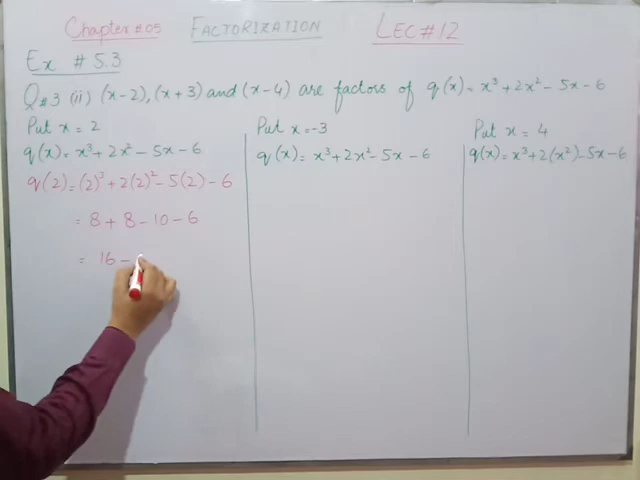 Chapter # 05 FACTORIZATION LEC # 12
Ex # 5.3
Q#3 (ii) (x-2), (x+3) and (x-4) are factors of q(x) = x³ + 2x² - 5x - 6
Put x = 2
q(x) = x³ + 2x² - 5x - 6
q(2) = (2)³ + 2(2)² - 5(2) - 6
= 8 + 8 - 10 - 6
= 16 -
Put x = -3
q(x) = x³ + 2x² - 5x - 6
Put x = 4
q(x) = x³ + 2(x²) - 5x - 6